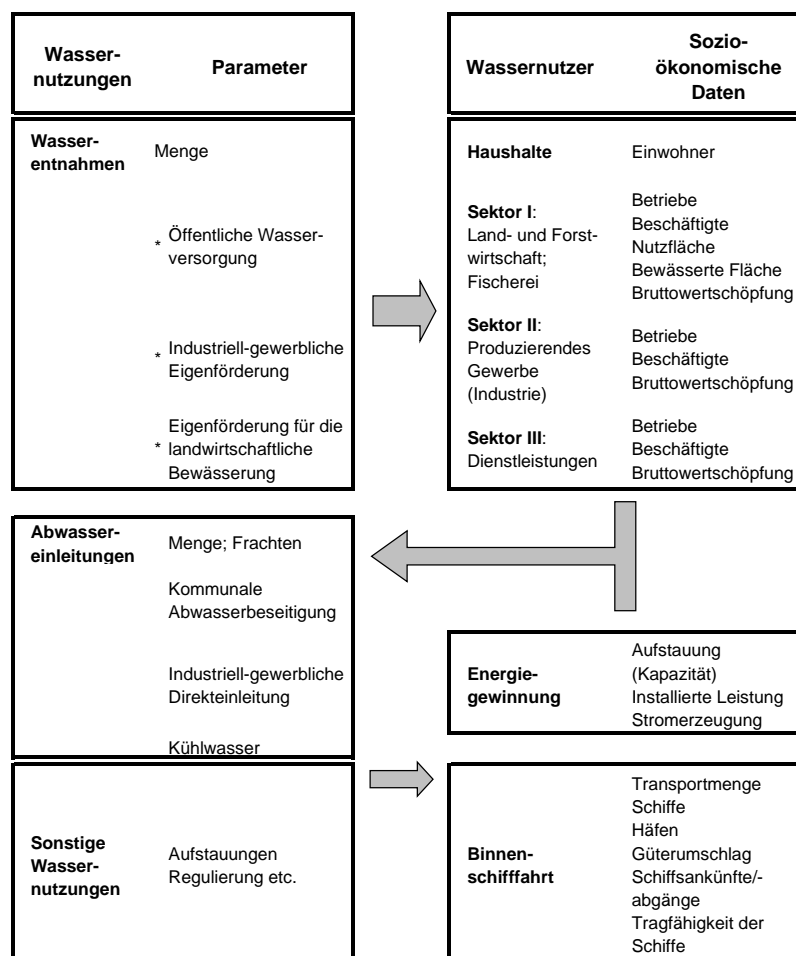 Wasser-
nutzungen
Parameter
Wasser-
entnahmen
Menge
* Öffentliche Wasser-
versorgung
* Industriell-gewerbliche
Eigenförderung
Eigenförderung für die
* landwirtschaftliche
Bewässerung
Wassernutzer
Sozio-
ökonomische
Daten
Haushalte
Einwohner
Sektor I:
Land- und Forst-
wirtschaft;
Fischerei
Betriebe
Beschäftigte
Nutzfläche
Bewässerte Fläche
Bruttowertschöpfung
Sektor II:
Produzierendes
Gewerbe
(Industrie)
Betriebe
Beschäftigte
Bruttowertschöpfung
Sektor III:
Dienstleistungen
Betriebe
Beschäftigte
Bruttowertschöpfung
Abwasser-
einleitungen
Menge; Frachten
Kommunale
Abwasserbeseitigung
Industriell-gewerbliche
Direkteinleitung
Kühlwasser
Energie-
gewinnung
Aufstauung
(Kapazität)
Installierte Leistung
Stromerzeugung
Sonstige
Wasser-
nutzungen
Aufstauungen
Regulierung etc.
Binnen-
schifffahrt
Transportmenge
Schiffe
Häfen
Güterumschlag
Schiffsankünfte/-
abgänge
Tragfähigkeit der
Schiffe